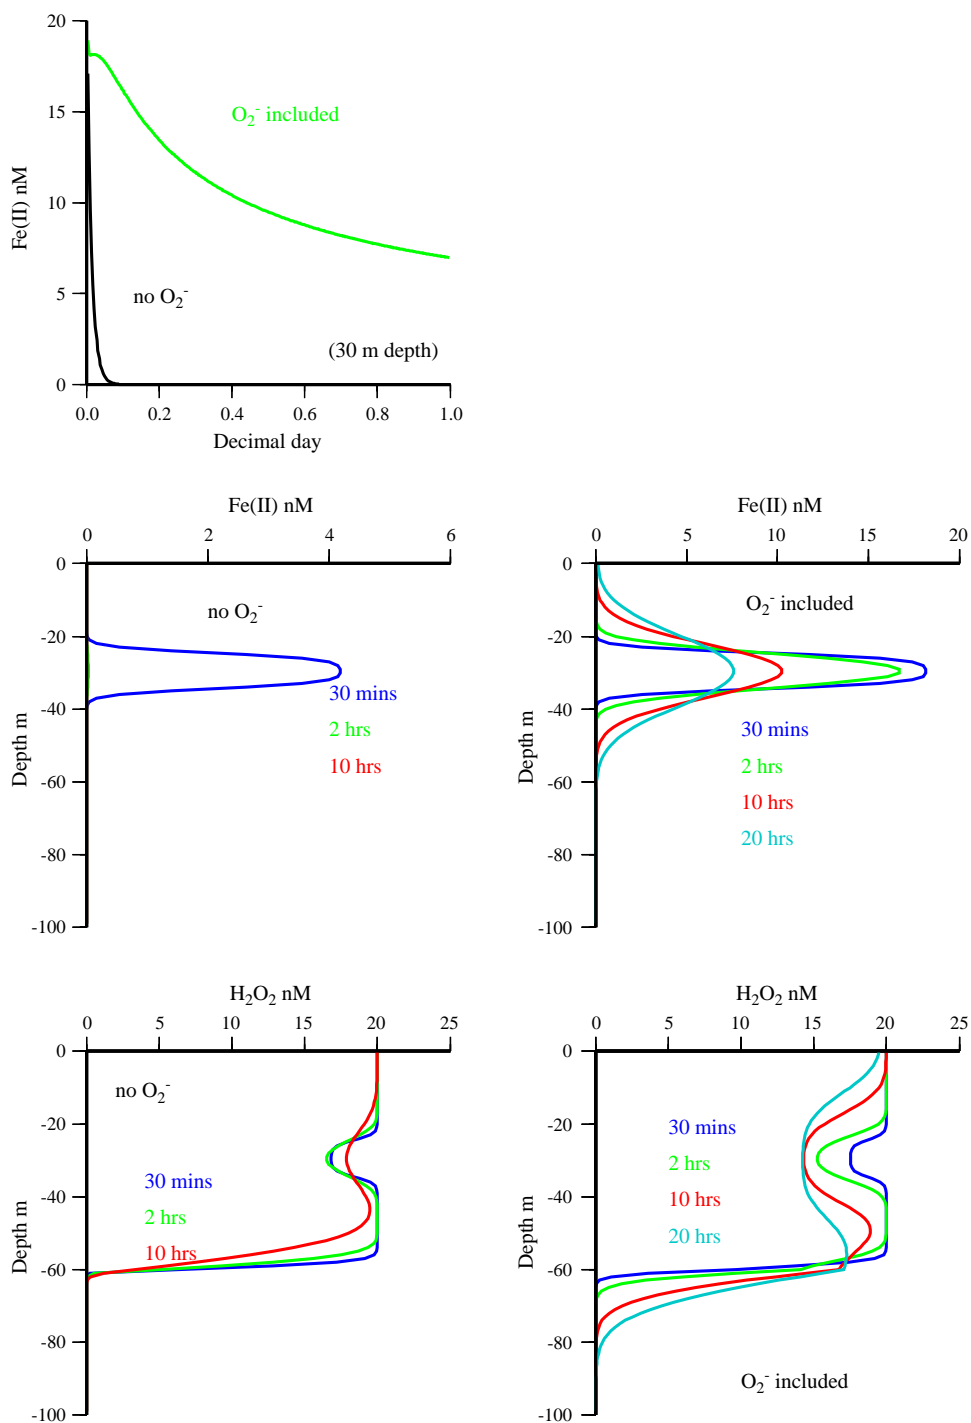 20
15
10
5
0
Fe(II) nM
O₂⁻ included
no O₂⁻
(30 m depth)
0.0 0.2 0.4 0.6 0.8 1.0
Decimal day
Fe(II) nM
0 2 4 6
0
-20
-40
-60
-80
-100
Depth m
no O₂⁻
30 mins
2 hrs
10 hrs
Fe(II) nM
0 5 10 15 20
0
-20
-40
-60
-80
-100
Depth m
O₂⁻ included
30 mins
2 hrs
10 hrs
20 hrs
H₂O₂ nM
0 5 10 15 20 25
0
-20
-40
-60
-80
-100
Depth m
no O₂⁻
30 mins
2 hrs
10 hrs
H₂O₂ nM
0 5 10 15 20 25
0
-20
-40
-60
-80
-100
Depth m
30 mins
2 hrs
10 hrs
20 hrs
O₂⁻ included